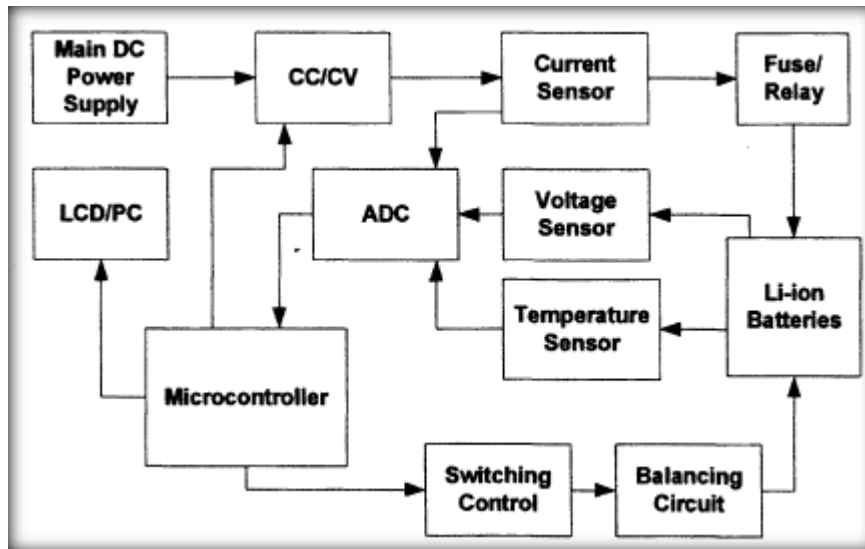 Main DC
Power
Supply
CC/CV
Current
Sensor
Fuse/
Relay
LCD/PC
ADC
Voltage
Sensor
Li-ion
Batteries
Temperature
Sensor
Microcontroller
Switching
Control
Balancing
Circuit